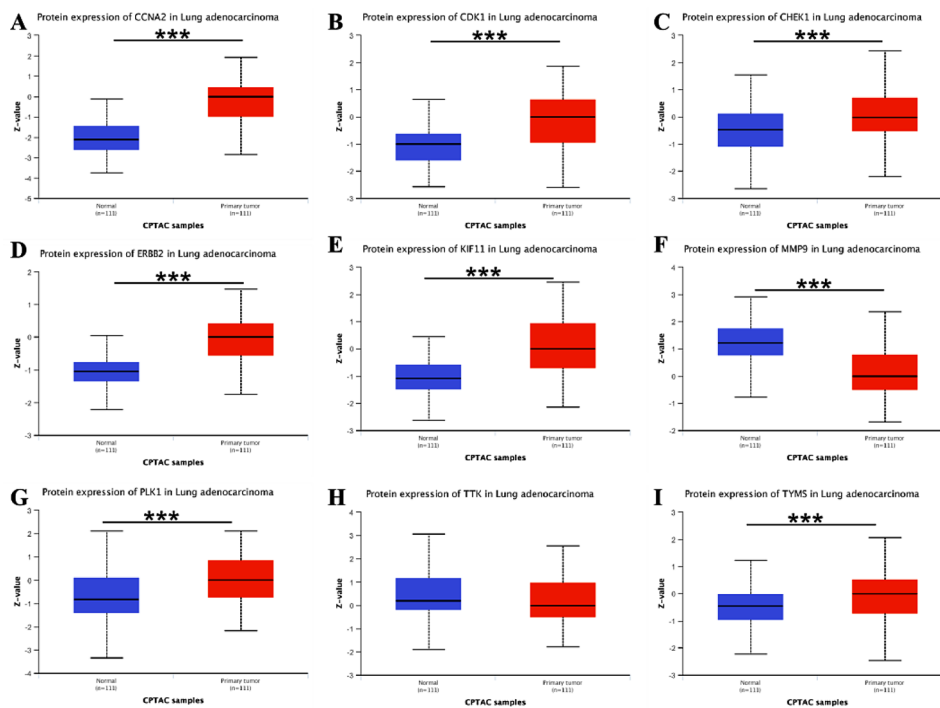 A
Protein expression of CCNA2 in Lung adenocarcinoma
***
Z-value
3
2
1
0
-1
-2
-3
-4
-5
Normal
(n=111)
Primary tumor
(n=111)
CPTAC samples
B
Protein expression of CDK1 in Lung adenocarcinoma
***
Z-value
3
2
1
0
-1
-2
-3
Normal
(n=111)
Primary tumor
(n=111)
CPTAC samples
C
Protein expression of CHEK1 in Lung adenocarcinoma
***
Z-value
3
2
1
0
-1
-2
-3
Normal
(n=111)
Primary tumor
(n=111)
CPTAC samples
D
Protein expression of ERBB2 in Lung adenocarcinoma
***
Z-value
2
1
0
-1
-2
-3
Normal
(n=111)
Primary tumor
(n=111)
CPTAC samples
E
Protein expression of KIF11 in Lung adenocarcinoma
***
Z-value
3
2
1
0
-1
-2
-3
Normal
(n=111)
Primary tumor
(n=111)
CPTAC samples
F
Protein expression of MMP9 in Lung adenocarcinoma
***
Z-value
4
3
2
1
0
-1
-2
Normal
(n=111)
Primary tumor
(n=111)
CPTAC samples
G
Protein expression of PLK1 in Lung adenocarcinoma
***
Z-value
3
2
1
0
-1
-2
-3
-4
Normal
(n=111)
Primary tumor
(n=111)
CPTAC samples
H
Protein expression of TTK in Lung adenocarcinoma
Z-value
4
3
2
1
0
-1
-2
-3
Normal
(n=111)
Primary tumor
(n=111)
CPTAC samples
I
Protein expression of TYMS in Lung adenocarcinoma
***
Z-value
3
2
1
0
-1
-2
-3
Normal
(n=111)
Primary tumor
(n=111)
CPTAC samples